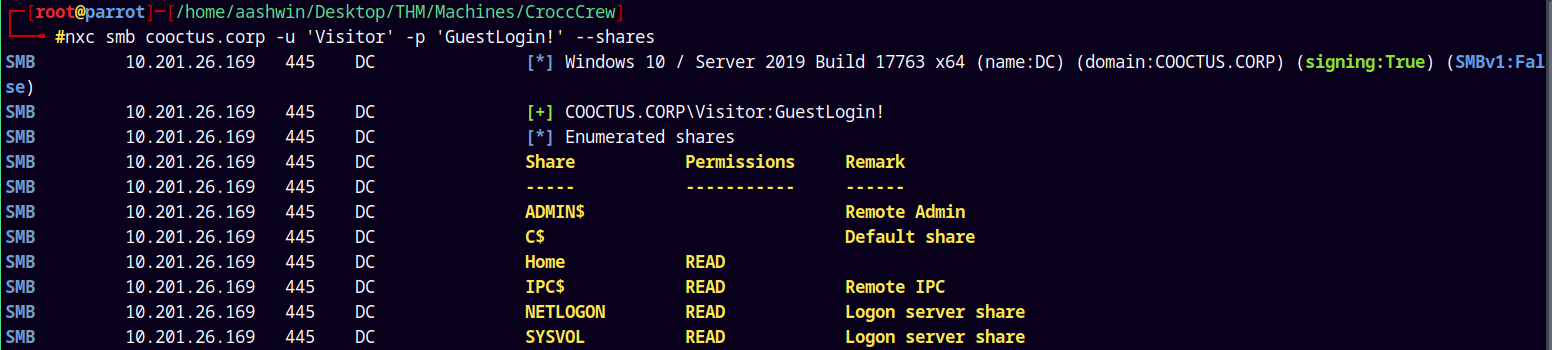 ┌─[root@parrot]─[/home/aashwin/Desktop/THM/Machines/CroccCrew]
└──╼ #nxc smb cooctus.corp -u 'Visitor' -p 'GuestLogin!' --shares
SMB 10.201.26.169 445 DC [*] Windows 10 / Server 2019 Build 17763 x64 (name:DC) (domain:COOCTUS.CORP) (signing:True) (SMBv1:Fal
se)
SMB 10.201.26.169 445 DC [+] COOCTUS.CORP\Visitor:GuestLogin!
SMB 10.201.26.169 445 DC [*] Enumerated shares
SMB 10.201.26.169 445 DC Share Permissions Remark
SMB 10.201.26.169 445 DC ----- ----------- ------
SMB 10.201.26.169 445 DC ADMIN$ Remote Admin
SMB 10.201.26.169 445 DC C$ Default share
SMB 10.201.26.169 445 DC Home READ
SMB 10.201.26.169 445 DC IPC$ READ Remote IPC
SMB 10.201.26.169 445 DC NETLOGON READ Logon server share
SMB 10.201.26.169 445 DC SYSVOL READ Logon server share